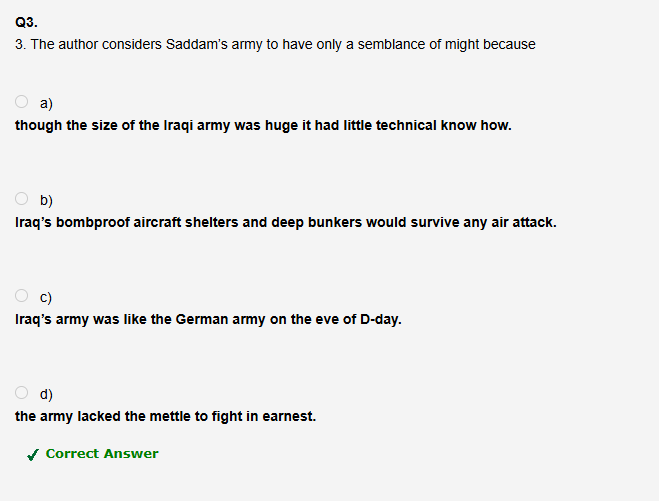 Q3.
3. The author considers Saddam's army to have only a semblance of might because
a)
though the size of the Iraqi army was huge it had little technical know how.
b)
Iraq's bombproof aircraft shelters and deep bunkers would survive any air attack.
c)
Iraq's army was like the German army on the eve of D-day.
d)
the army lacked the mettle to fight in earnest.
✓ Correct Answer